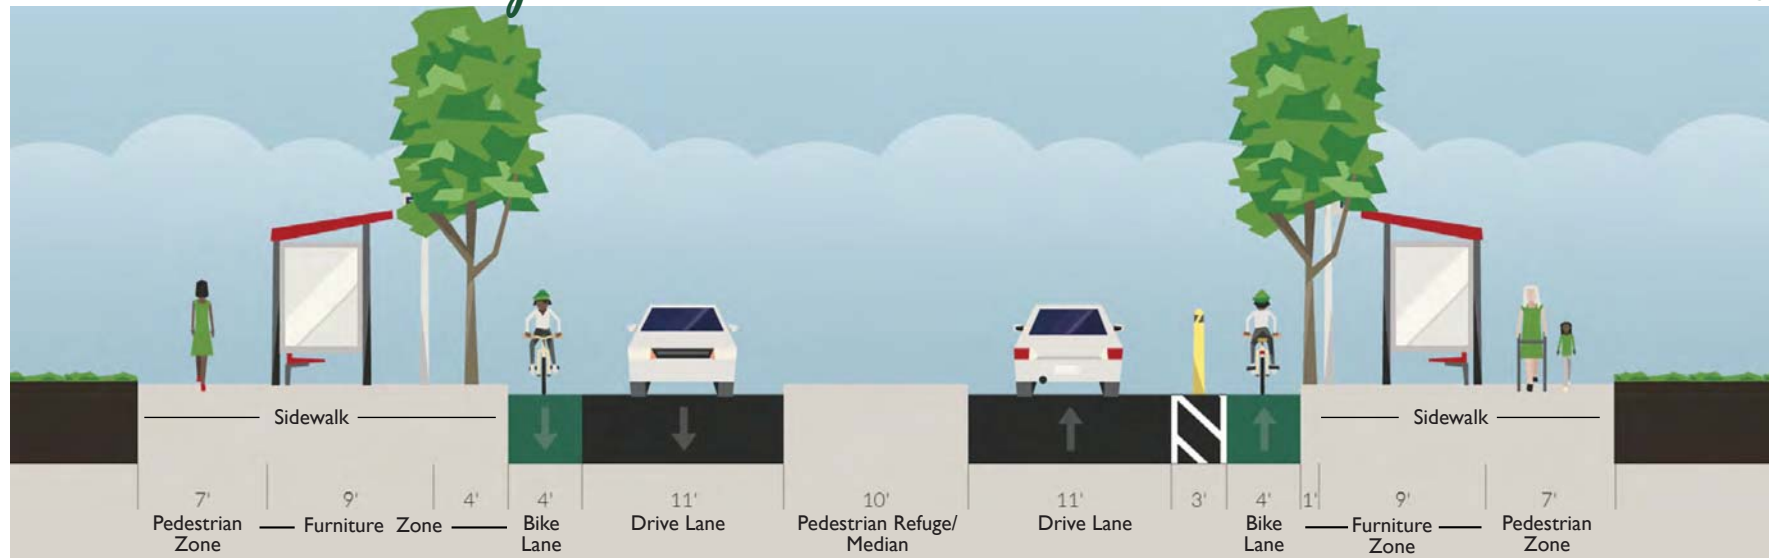 Sidewalk
Sidewalk
7' 9' 4' 4' 11' 10' 11' 3' 4' 1' 9' 7'
Pedestrian Zone
Furniture Zone
Bike Lane
Drive Lane
Pedestrian Refuge/
Median
Drive Lane
Bike Lane
Furniture Zone
Pedestrian Zone